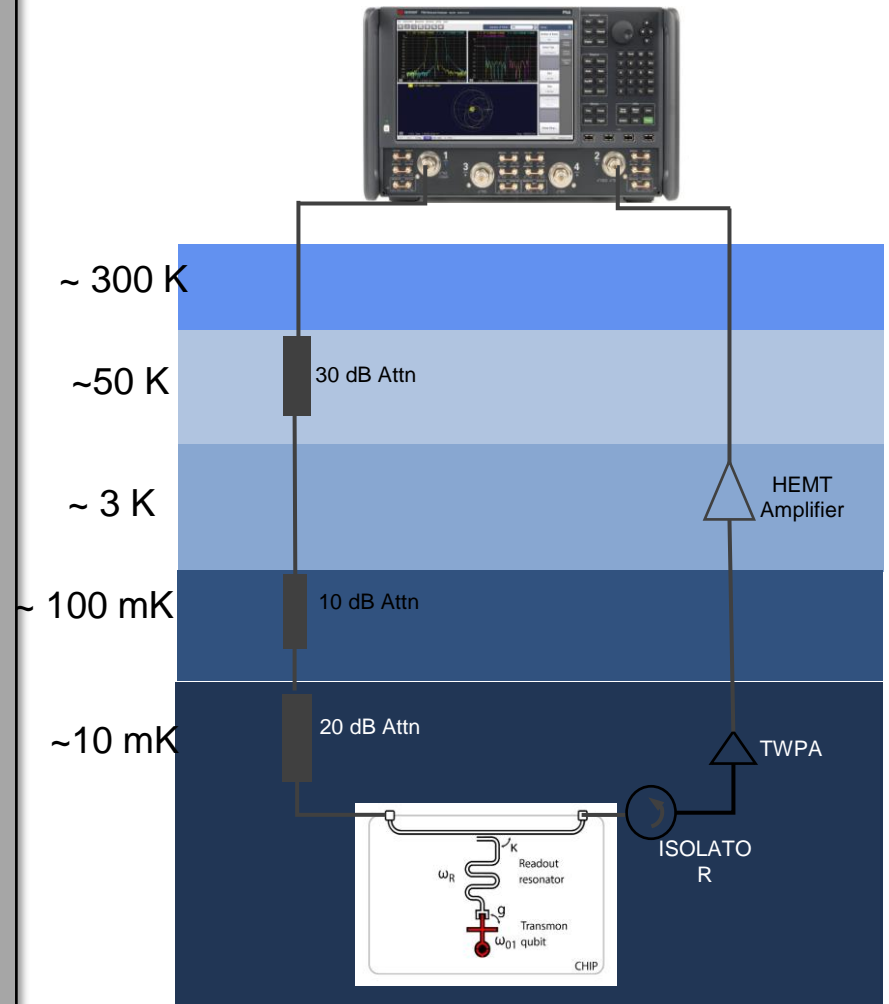 1
3
4
2
~ 300 K
~50 K
30 dB Attn
~ 3 K
HEMT
Amplifier
~ 100 mK
10 dB Attn
~10 mK
20 dB Attn
TWPA
ISOLATO
R
κ
ω_R
Readout
resonator
g
Transmon
qubit
ω₀₁
CHIP